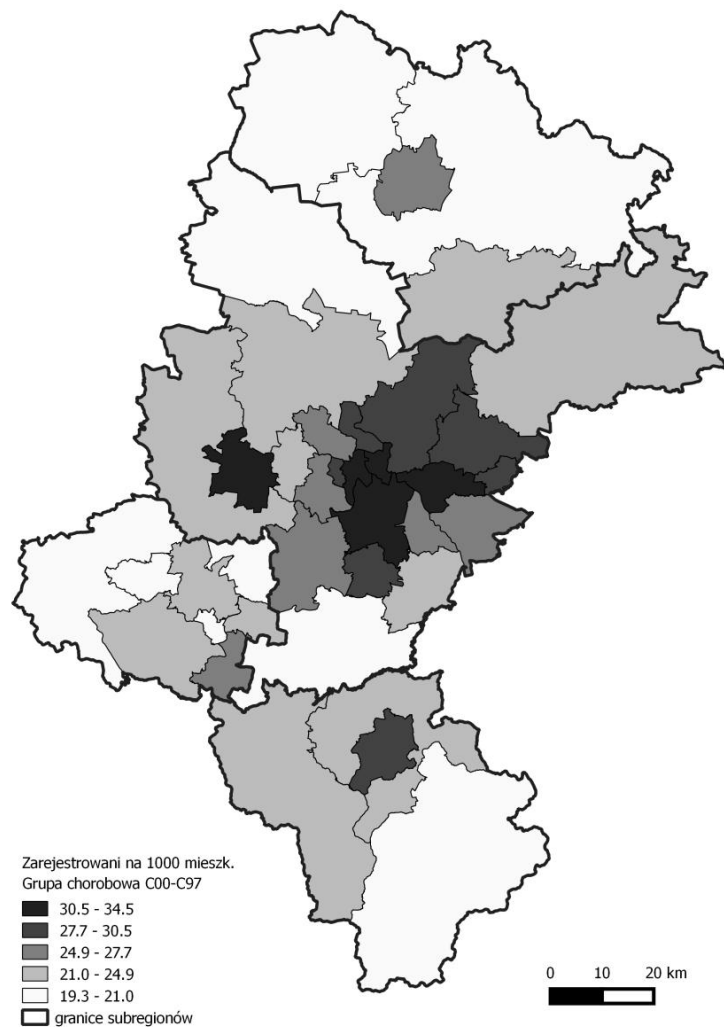 Zarejestrowani na 1000 mieszk.
Grupa chorobowa C00-C97
30.5 - 34.5
27.7 - 30.5
24.9 - 27.7
21.0 - 24.9
19.3 - 21.0
granice subregionów
0 10 20 km